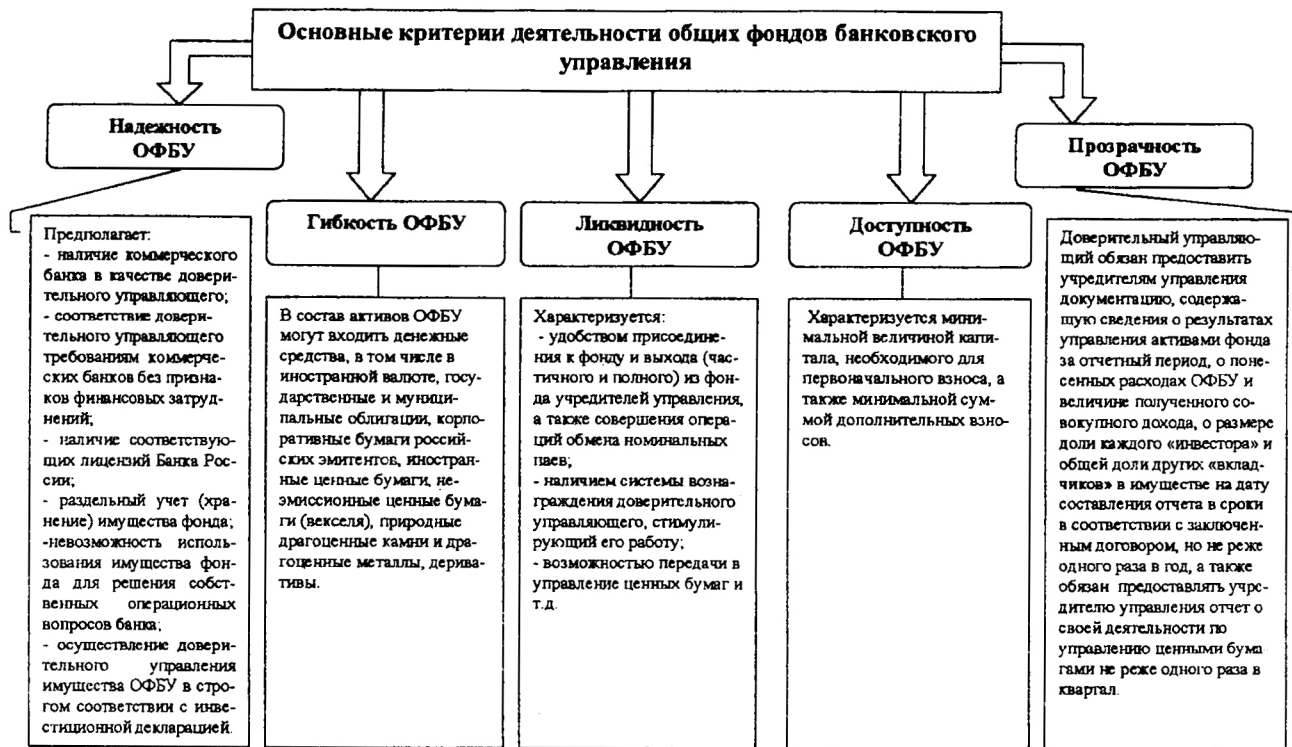 Основные критерии деятельности общих фондов банковского
управления
Надежность
ОФБУ
Предполагает:
- наличие коммерческого
банка в качестве довери-
тельного управляющего;
- соответствие довери-
тельного управляющего
требованиям коммерче-
ских банков без призна-
ков финансовых затруд-
нений;
- наличие соответствую-
щих лицензий Банка Рос-
сии;
- раздельный учет (хра-
нение) имущества фонда;
-невозможность исполь-
зования имущества фон-
да для решения собст-
венных операционных
вопросов банка;
- осуществление довери-
тельного управления
имущества ОФБУ в стро-
гом соответствии с инве-
стиционной декларацией.
Гибкость ОФБУ
В состав активов ОФБУ
могут входить денежные
средства, в том числе в
иностранной валюте, госу-
дарственные и муници-
пальные облигации, корпо-
ративные бумаги россий-
ских эмитентов, иностран-
ные ценные бумаги, не-
эмиссионные ценные бума-
ги (векселя), природные
драгоценные камни и дра-
гоценные металлы, дерива-
тивы.
Ликвидность
ОФБУ
Характеризуется:
- удобством присоедине-
ния к фонду и выхода (час-
тичного и полного) из фон-
да учредителей управления,
а также совершения опера-
ций обмена номинальных
паев;
- наличием системы возна-
граждения доверительного
управляющего, стимули-
рующий его работу;
- возможностью передачи в
управление ценных бумаг и
т.д.
Доступность
ОФБУ
Характеризуется мини-
мальной величиной капи-
тала, необходимого для
первоначального взноса, а
также минимальной сум-
мой дополнительных взно-
сов.
Прозрачность
ОФБУ
Доверительный управляю-
щий обязан предоставить
учредителям управления
документацию, содержа-
щую сведения о результатах
управления активами фонда
за отчетный период, о поне-
сенных расходах ОФБУ и
величине полученного со-
вокупного дохода, о размере
доли каждого «инвестора» и
общей доли других «вклад-
чиков» в имуществе на дату
составления отчета в сроки
в соответствии с заключен-
ным договором, но не реже
одного раза в год, а также
обязан предоставлять учре-
дителю управления отчет о
своей деятельности по
управлению ценными бума
гами не реже одного раза в
квартал.